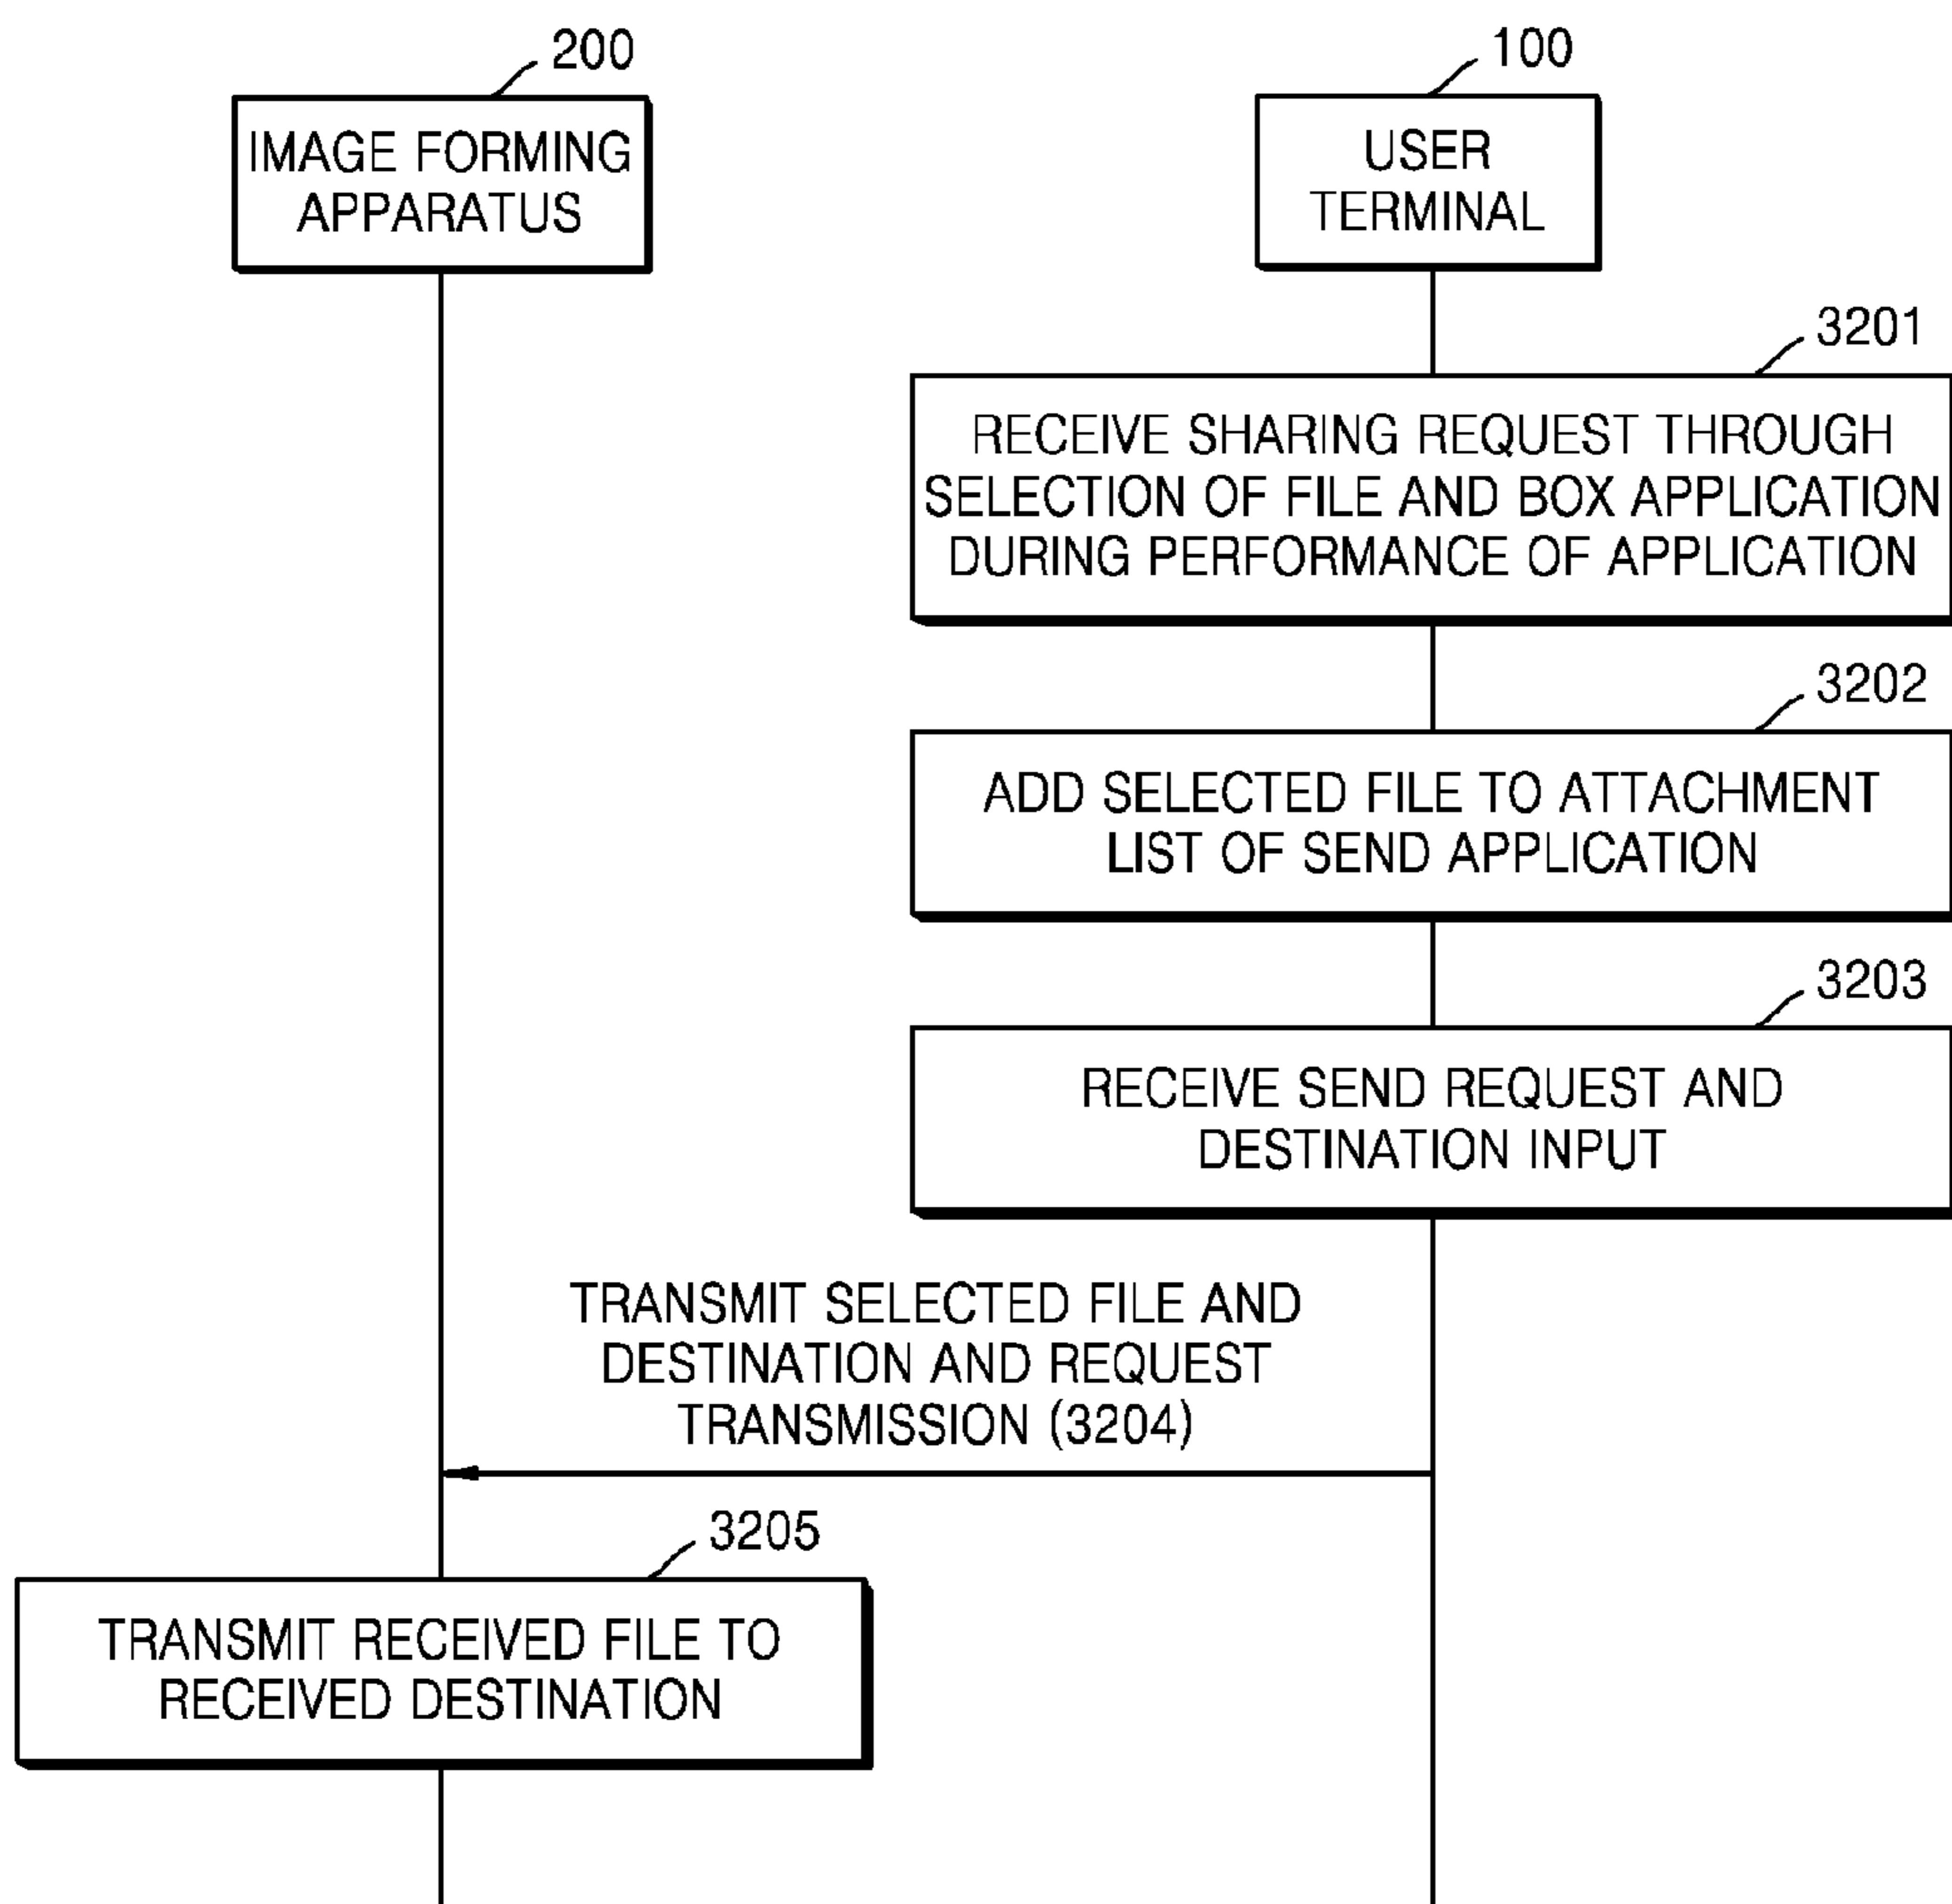 200
IMAGE FORMING
APPARATUS
100
USER
TERMINAL
3201
RECEIVE SHARING REQUEST THROUGH
SELECTION OF FILE AND BOX APPLICATION
DURING PERFORMANCE OF APPLICATION
3202
ADD SELECTED FILE TO ATTACHMENT
LIST OF SEND APPLICATION
3203
RECEIVE SEND REQUEST AND
DESTINATION INPUT
TRANSMIT SELECTED FILE AND
DESTINATION AND REQUEST
TRANSMISSION (3204)
3205
TRANSMIT RECEIVED FILE TO
RECEIVED DESTINATION